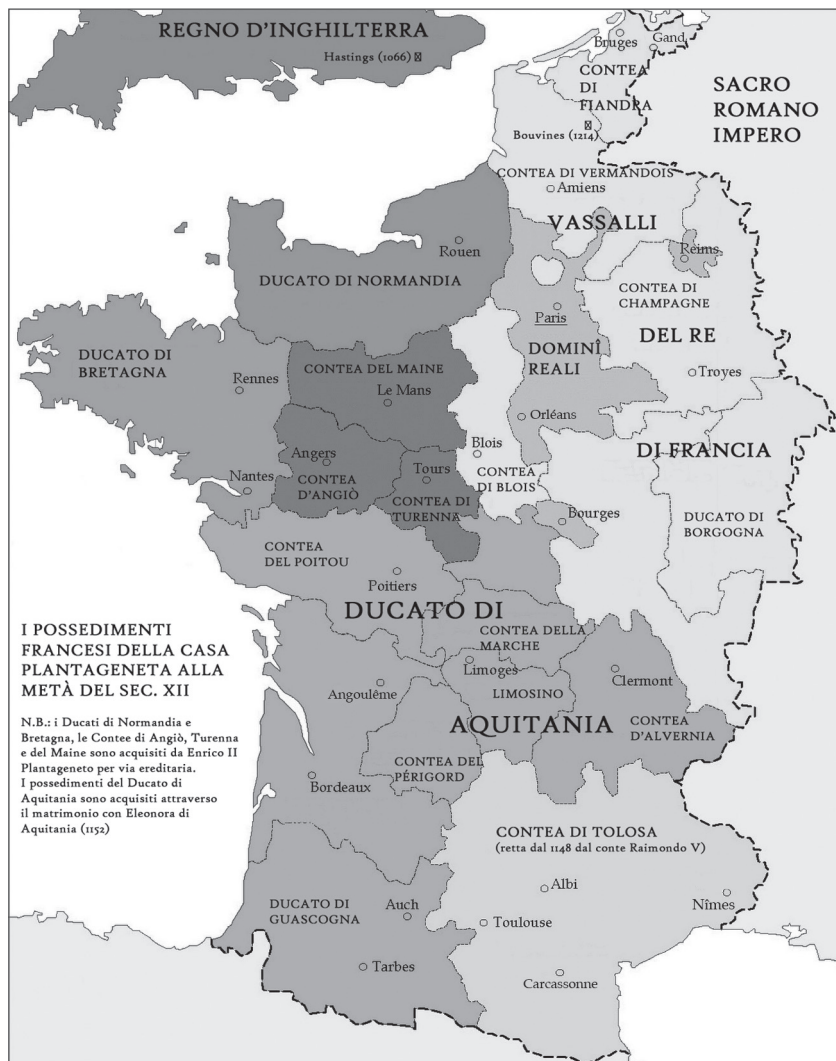 REGNO D'INGHILTERRA
Hastings (1066)
Bruges
Gand
CONTEA
DI
FIANDRA
SACRO
ROMANO
IMPERO
Bouvines (1214)
CONTEA DI VERMANDOIS
Amiens
VASSALLI
Rouen
Reims
DUCATO DI NORMANDIA
CONTEA DI
CHAMPAGNE
Paris
DEL RE
DOMINÎ
REALI
DUCATO DI
BRETAGNA
CONTEA DEL MAINE
Rennes
Le Mans
Troyes
Orléans
Blois
DI FRANCIA
Angers
Tours
CONTEA
D'ANGIÒ
CONTEA
DI BLOIS
Nantes
CONTEA DI
TURENNA
Bourges
DUCATO DI
BORGOGNA
CONTEA
DEL POITOU
Poitiers
DUCATO DI
I POSSEDIMENTI
FRANCESI DELLA CASA
PLANTAGENETA ALLA
METÀ DEL SEC. XII
CONTEA DELLA
MARCHE
Limoges
Clermont
Angoulême
LIMOSINO
AQUITANIA
CONTEA
D'ALVERNIA
N.B.: i Ducati di Normandia e
Bretagna, le Contee di Angiò, Turenna
e del Maine sono acquisiti da Enrico II
Plantageneto per via ereditaria.
I possedimenti del Ducato di
Aquitania sono acquisiti attraverso
il matrimonio con Eleonora di
Aquitania (1152)
CONTEA DEL
PÉRIGORD
Bordeaux
CONTEA DI TOLOSA
(retta dal 1148 dal conte Raimondo V)
Albi
Nîmes
DUCATO DI
GUASCOGNA
Auch
Toulouse
Tarbes
Carcassonne